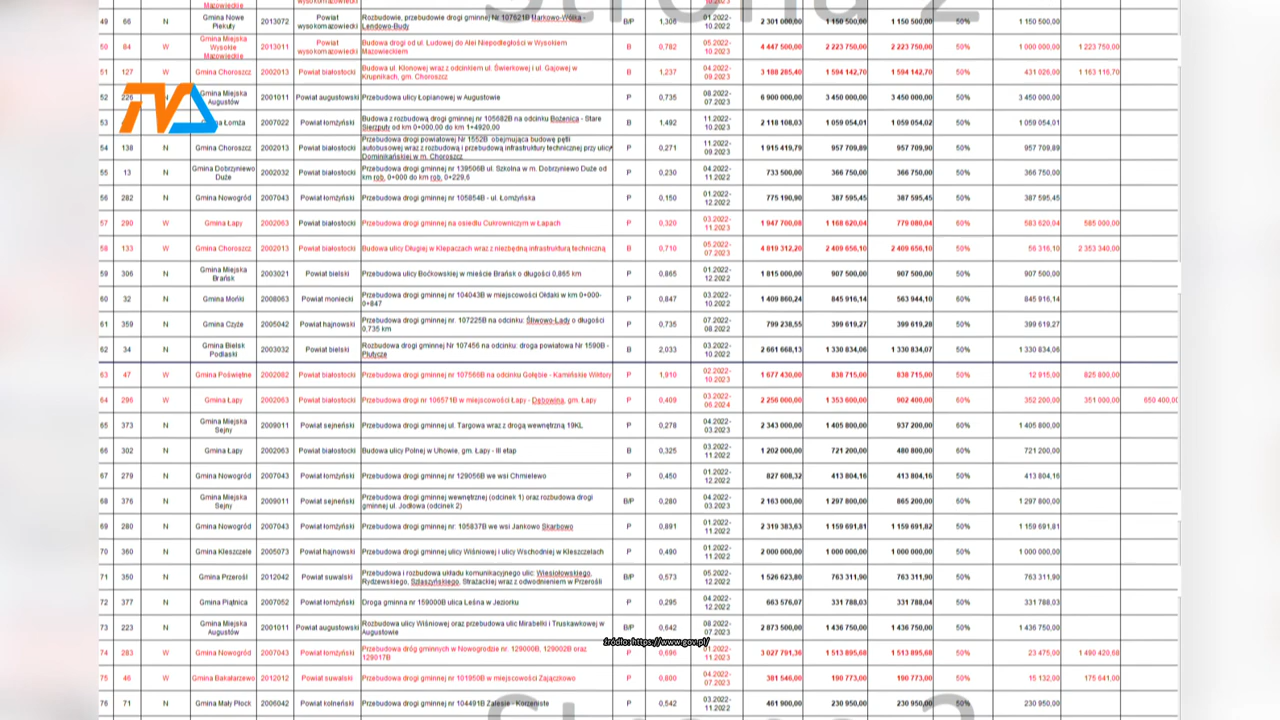 Mazowieckie 10.2023
49 66 N Gmina Nowe Piekuty 2013072 Powiat wysokomazowiecki Rozbudowie, przebudowie drogi gminnej Nr 107621B Markowo-Wólka - Lendowo-Budy B/P 1,306 01.2022-10.2022 2 301 000,00 1 150 500,00 1 150 500,00 50% 1 150 500,00
50 84 W Gmina Miejska Wysokie Mazowieckie 2013011 Powiat wysokomazowiecki Budowa drogi od ul. Ludowej do Alei Niepodległości w Wysokiem Mazowieckiem B 0,782 05.2022-10.2023 4 447 500,00 2 223 750,00 2 223 750,00 50% 1 000 000,00 1 223 750,00
51 127 W Gmina Choroszcz 2002013 Powiat białostocki Budowa ul. Klonowej wraz z odcinkiem ul. Świerkowej i ul. Gajowej w Krupnikach, gm. Choroszcz B 1,237 04.2022-09.2023 3 188 285,40 1 594 142,70 1 594 142,70 50% 431 026,00 1 163 116,70
52 226 Gmina Miejska Augustów 2001011 Powiat augustowski Przebudowa ulicy Łopianowej w Augustowie P 0,735 08.2022-07.2023 6 900 000,00 3 450 000,00 3 450 000,00 50% 3 450 000,00
53 Łomża 2007022 Powiat łomżyński Budowa z rozbudową drogi gminnej nr 105682B na odcinku Bożenica - Stare Sierzputy od km 0+000,00 do km 1+4920,00 B 1,492 11.2022-10.2023 2 118 108,03 1 059 054,01 1 059 054,02 50% 1 059 054,01
54 138 N Gmina Choroszcz 2002013 Powiat białostocki Przebudowa drogi powiatowej Nr 1552B obejmująca budowę pętli autobusowej wraz z rozbudową i przebudową infrastruktury technicznej przy ulicy Dominikańskiej w m. Choroszcz P 0,271 11.2022-09.2023 1 915 419,79 957 709,89 957 709,90 50% 957 709,89
55 13 N Gmina Dobrzyniewo Duże 2002032 Powiat białostocki Przebudowa drogi gminnej nr 139506B ul. Szkolna w m. Dobrzyniewo Duże od km rob. 0+000 do km rob. 0+229,6 P 0,230 04.2022-11.2022 733 500,00 366 750,00 366 750,00 50% 366 750,00
56 282 N Gmina Nowogród 2007043 Powiat łomżyński Przebudowa drogi gminnej nr 105854B - ul. Łomżyńska P 0,150 01.2022-12.2022 775 190,90 387 595,45 387 595,45 50% 387 595,45
57 290 W Gmina Łapy 2002063 Powiat białostocki Przebudowa drogi gminnej na osiedlu Cukrowniczym w Łapach P 0,320 03.2022-11.2023 1 947 700,08 1 168 620,04 779 080,04 60% 583 620,04 585 000,00
58 133 W Gmina Choroszcz 2002013 Powiat białostocki Budowa ulicy Długiej w Klepaczach wraz z niezbędną infrastrukturą techniczną B 0,710 05.2022-07.2023 4 819 312,20 2 409 656,10 2 409 656,10 50% 56 316,10 2 353 340,00
59 306 N Gmina Miejska Brańsk 2003021 Powiat bielski Przebudowa ulicy Boćkowskiej w mieście Brańsk o długości 0,865 km P 0,865 01.2022-12.2022 1 815 000,00 907 500,00 907 500,00 50% 907 500,00
60 32 N Gmina Mońki 2008063 Powiat moniecki Przebudowa drogi gminnej nr 104043B w miejscowości Ołdaki w km 0+000-0+847 P 0,847 03.2022-10.2022 1 409 860,24 845 916,14 563 944,10 60% 845 916,14
61 359 N Gmina Czyże 2005042 Powiat hajnowski Przebudowa drogi gminnej nr. 107225B na odcinku: Śliwowo-Łady o długości 0,735 km P 0,735 07.2022-08.2022 799 238,55 399 619,27 399 619,28 50% 399 619,27
62 34 N Gmina Bielsk Podlaski 2003032 Powiat bielski Rozbudowa drogi gminnej Nr 107456 na odcinku: droga powiatowa Nr 1590B - Plutycze B 2,033 03.2022-10.2022 2 661 668,13 1 330 834,06 1 330 834,07 50% 1 330 834,06
63 47 W Gmina Poświętne 2002082 Powiat białostocki Przebudowa drogi gminnej nr 107566B na odcinku Gołębie - Kamińskie Wiktory P 1,910 02.2022-10.2023 1 677 430,00 838 715,00 838 715,00 50% 12 915,00 825 800,00
64 295 W Gmina Łapy 2002063 Powiat białostocki Przebudowa drogi nr 106571B w miejscowości Łapy - Dębowina, gm. Łapy P 0,409 03.2022-06.2024 2 256 000,00 1 353 600,00 902 400,00 60% 352 200,00 351 000,00 650 400,00
65 373 N Gmina Miejska Sejny 2009011 Powiat sejneński Przebudowa drogi gminnej ul. Targowa wraz z drogą wewnętrzną 19KL P 0,278 04.2022-03.2023 2 343 000,00 1 405 800,00 937 200,00 60% 1 405 800,00
66 302 N Gmina Łapy 2002063 Powiat białostocki Budowa ulicy Polnej w Uhowie, gm. Łapy - III etap B 0,325 03.2022-11.2022 1 202 000,00 721 200,00 480 800,00 60% 721 200,00
67 279 N Gmina Nowogród 2007043 Powiat łomżyński Przebudowa drogi gminnej nr 129056B we wsi Chmielewo P 0,450 01.2022-12.2022 827 608,32 413 804,16 413 804,16 50% 413 804,16
68 376 N Gmina Miejska Sejny 2009011 Powiat sejneński Przebudowa drogi gminnej wewnętrznej (odcinek 1) oraz rozbudowa drogi gminnej ul. Jodłowa (odcinek 2) B/P 0,280 04.2022-03.2023 2 163 000,00 1 297 800,00 865 200,00 60% 1 297 800,00
69 280 N Gmina Nowogród 2007043 Powiat łomżyński Przebudowa drogi gminnej nr. 105837B we wsi Jankowo Skarbowo P 0,891 01.2022-11.2022 2 319 383,63 1 159 691,81 1 159 691,82 50% 1 159 691,81
70 360 N Gmina Kleszczele 2005073 Powiat hajnowski Przebudowa drogi gminnej ulicy Wiśniowej i ulicy Wschodniej w Kleszczelach P 0,490 01.2022-11.2022 2 000 000,00 1 000 000,00 1 000 000,00 50% 1 000 000,00
71 350 N Gmina Przerośl 2012042 Powiat suwalski Przebudowa i rozbudowa układu komunikacyjnego ulic: Wiesiołowskiego, Rydzewskiego, Sztaszyńskiego, Strażackiej wraz z odwodnieniem w Przerośli B/P 0,573 05.2022-12.2022 1 526 623,80 763 311,90 763 311,90 50% 763 311,90
72 377 N Gmina Piątnica 2007052 Powiat łomżyński Droga gminna nr 159000B ulica Leśna w Jeziorku P 0,295 04.2022-12.2022 663 576,07 331 788,03 331 788,04 50% 331 788,03
73 223 N Gmina Miejska Augustów 2001011 Powiat augustowski Rozbudowa ulicy Wiśniowej oraz przebudowa ulic Mirabelki i Truskawkowej w Augustowie B/P 0,642 08.2022-07.2023 2 873 500,00 1 436 750,00 1 436 750,00 50% 1 436 750,00
źródło: https://www.gov.pl/
74 283 W Gmina Nowogród 2007043 Powiat łomżyński Przebudowa dróg gminnych w Nowogrodzie nr. 129000B, 129002B oraz 129017B P 0,696 01.2022-11.2023 3 027 791,36 1 513 895,68 1 513 895,68 50% 23 475,00 1 490 420,68
75 46 W Gmina Bakałarzewo 2012012 Powiat suwalski Przebudowa drogi gminnej nr 101950B w miejscowości Zajączkowo P 0,800 04.2022-07.2023 381 546,00 190 773,00 190 773,00 50% 15 132,00 175 641,00
76 71 N Gmina Mały Płock 2006042 Powiat kolneński Przebudowa drogi gminnej nr 104491B Zalesie - Korzeniste P 0,542 03.2022-11.2022 461 900,00 230 950,00 230 950,00 50% 230 950,00